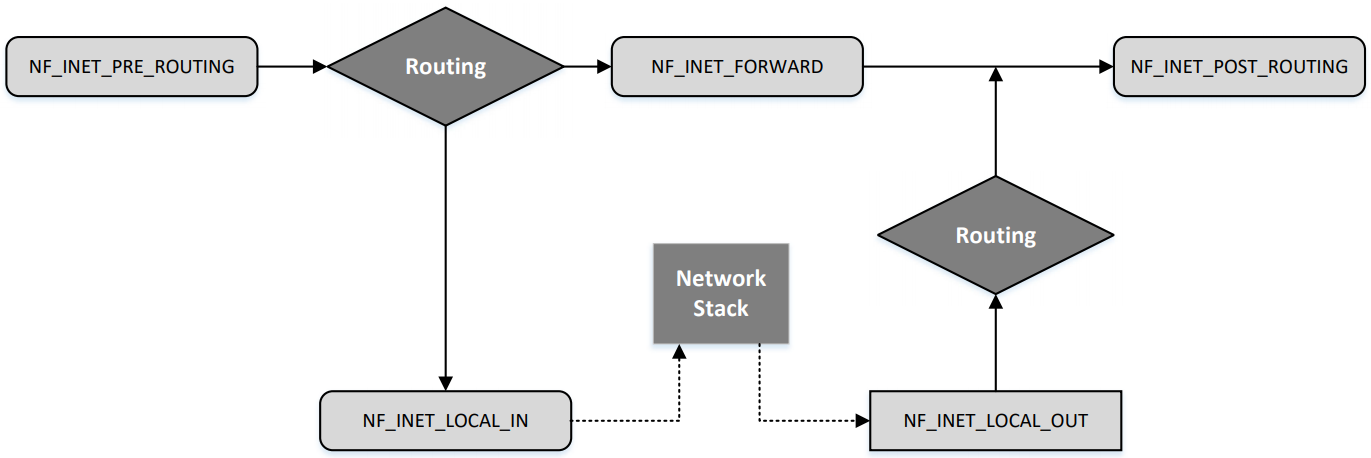 NF_INET_PRE_ROUTING
Routing
NF_INET_FORWARD
NF_INET_POST_ROUTING
Routing
Network
Stack
NF_INET_LOCAL_IN
NF_INET_LOCAL_OUT